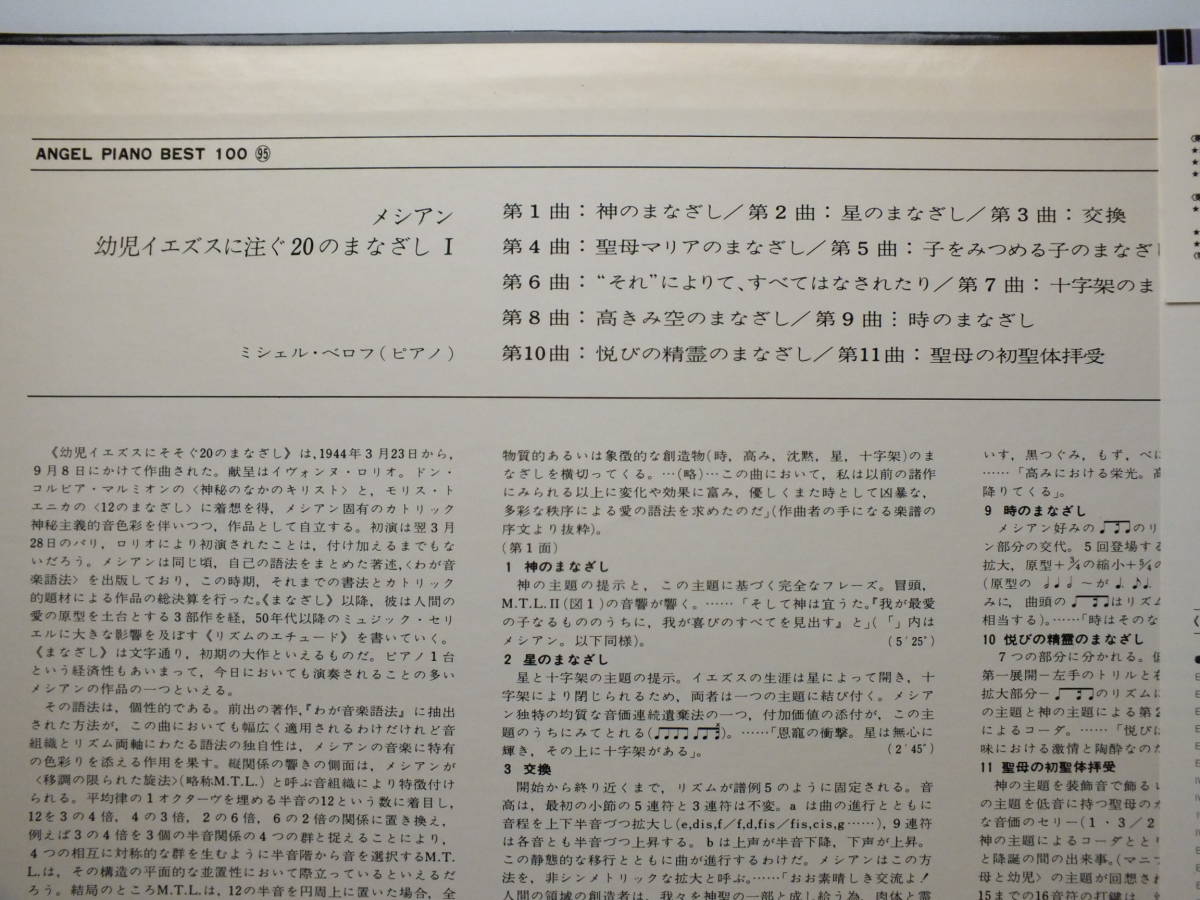 ANGEL PIANO BEST 100 ㊈㊄
メシアン
幼児イエズスに注ぐ20のまなざし I
ミシェル・ベロフ(ピアノ)
第1曲:神のまなざし/第2曲:星のまなざし/第3曲:交換
第4曲:聖母マリアのまなざし/第5曲:子をみつめる子のまなざし
第6曲:“それ”によりて、すべてはなされたり/第7曲:十字架のま
第8曲:高きみ空のまなざし/第9曲:時のまなざし
第10曲:悦びの精霊のまなざし/第11曲:聖母の初聖体拝受
《幼児イエズスにそそぐ20のまなざし》は,1944年3月23日から,
9月8日にかけて作曲された。献呈はイヴォンヌ・ロリオ。ドン・
コルビア・マルミオンの〈神秘のなかのキリスト〉と,モリス・ト
エニカの〈12のまなざし〉に着想を得,メシアン固有のカトリック
神秘主義的音色彩を伴いつつ,作品として自立する。初演は翌3月
28日のパリ,ロリオにより初演されたことは,付け加えるまでもな
いだろう。メシアンは同じ頃,自己の語法をまとめた著述,〈わが音
楽語法〉を出版しており,この時期,それまでの書法とカトリック
的題材による作品の総決算を行った。《まなざし》以降,彼は人間の
愛の原型を土台とする3部作を経,50年代以降のミュジック・セリ
エルに大きな影響を及ぼす《リズムのエチュード》を書いていく。
《まなざし》は文字通り,初期の大作といえるものだ。ピアノ1台
という経済性もあいまって,今日においても演奏されることの多い
メシアンの作品の一つといえる。
その語法は,個性的である。前出の著作,『わが音楽語法』に抽出
された方法が,この曲においても幅広く適用されるわけだけれど音
組織とリズム両軸にわたる語法の独自性は,メシアンの音楽に特有
の色彩りを添える作用を果す。縦関係の響きの側面は,メシアンが
〈移調の限られた旋法〉(略称M.T.L.)と呼ぶ音組織により特徴付け
られる。平均律の1オクターヴを埋める半音の12という数に着目し,
12を3の4倍,4の3倍,2の6倍,6の2倍の関係に置き換え,
例えば3の4倍を3個の半音関係の4つの群と捉えることにより,
4つの相互に対称的な群を生むように半音階から音を選択するM.T.
L.は,その構造の平面的な並置性において際立っているといえるだ
ろう。結局のところM.T.L.は,12の半音を円周上に置いた場合,全
物質的あるいは象徴的な創造物(時,高み,沈黙,星,十字架)のま
なざしを横切ってくる。…(略)…この曲において,私は以前の諸作
にみられる以上に変化や効果に富み,優しくまた時として凶暴な,
多彩な秩序による愛の語法を求めたのだ」(作曲者の手になる楽譜の
序文より抜粋)。
(第1面)
1 神のまなざし
神の主題の提示と,この主題に基づく完全なフレーズ。冒頭,
M.T.L.II(図1)の音響が響く。……「そして神は宣うた。『我が最愛
の子なるもののうちに,我が喜びのすべてを見出す』と」(「 」内は
メシアン。以下同様)。 (5′25″)
2 星のまなざし
星と十字架の主題の提示。イエズスの生涯は星によって開き,十
字架により閉じられるため,両者は一つの主題に結び付く。メシア
ン独特の均質な音価連続遺棄法の一つ,付加価値の添付が,この主
題のうちにみてとれる( )。……「恩寵の衝撃。星は無心に
輝き,その上に十字架がある」。 (2′45″)
3 交換
開始から終り近くまで,リズムが譜例5のように固定される。音
高は,最初の小節の5連符と3連符は不変。aは曲の進行とともに
音程を上下半音づつ拡大し(e,dis,f/f,d,fis/fis,cis,g……),9連符
は各音とも半音づつ上昇する。bは上声が半音下降,下声が上昇。
この静態的な移行とともに曲が進行するわけだ。メシアンはこの方
法を,非シンメトリックな拡大と呼ぶ。……「おお素晴しき交流よ!
人間の領域の創造者は,我々を神聖の一部と成し給う為,肉体と霊
いす,黒つぐみ,もず,べに
……「高みにおける栄光。高
降りてくる」。
9 時のまなざし
メシアン好みの のリ
ン部分の交代。5回登場する
拡大,原型+¾の縮小+5/4の
(原型の ～が
みに,曲頭の はリズム
相当する)。……「時はそのな
10 悦びの精霊のまなざし
7つの部分に分かれる。低
第一展開-左手のトリルと右
拡大部分- のリズムに
の主題と神の主題による第2
によるコーダ。……「悦びに
味における激情と陶酔なのだ
11 聖母の初聖体拝受
神の主題を装飾音で飾るい
の主題を低音に持つ聖母のカ
な音価のセリー(1・3/2
神の主題によるコーダととり
と降誕の間の出来事。(マニフ
母と幼児〉の主題が回想され
15までの16音符の打鍵は,